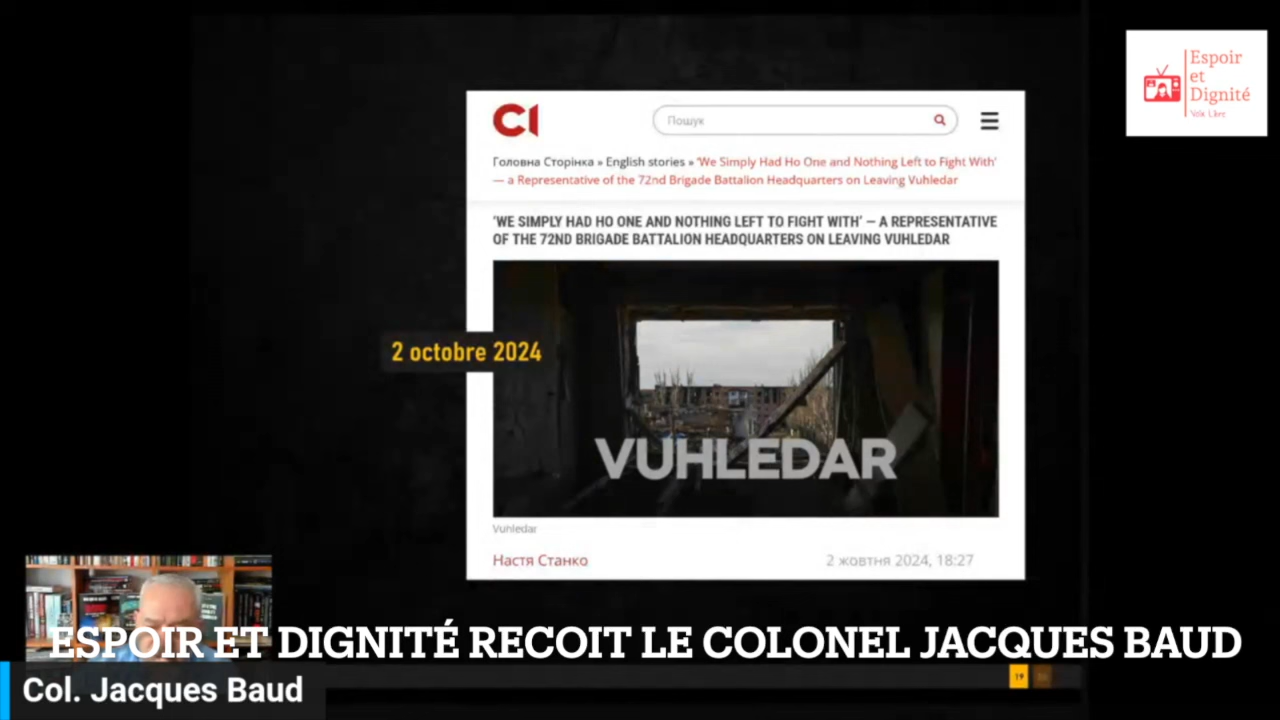 Espoir
et
Dignité
CI
Пошук
Головна Сторінка » English stories » ‘We Simply Had Ho One and Nothing Left to Fight With’
— a Representative of the 72nd Brigade Battalion Headquarters on Leaving Vuhledar
‘WE SIMPLY HAD HO ONE AND NOTHING LEFT TO FIGHT WITH’ — A REPRESENTATIVE
OF THE 72ND BRIGADE BATTALION HEADQUARTERS ON LEAVING VUHLEDAR
2 octobre 2024
VUHLEDAR
Vuhledar
Настя Станко
2 жовтня 2024, 18:27
ESPOIR ET DIGNITÉ RECOIT LE COLONEL JACQUES BAUD
19
Col. Jacques Baud